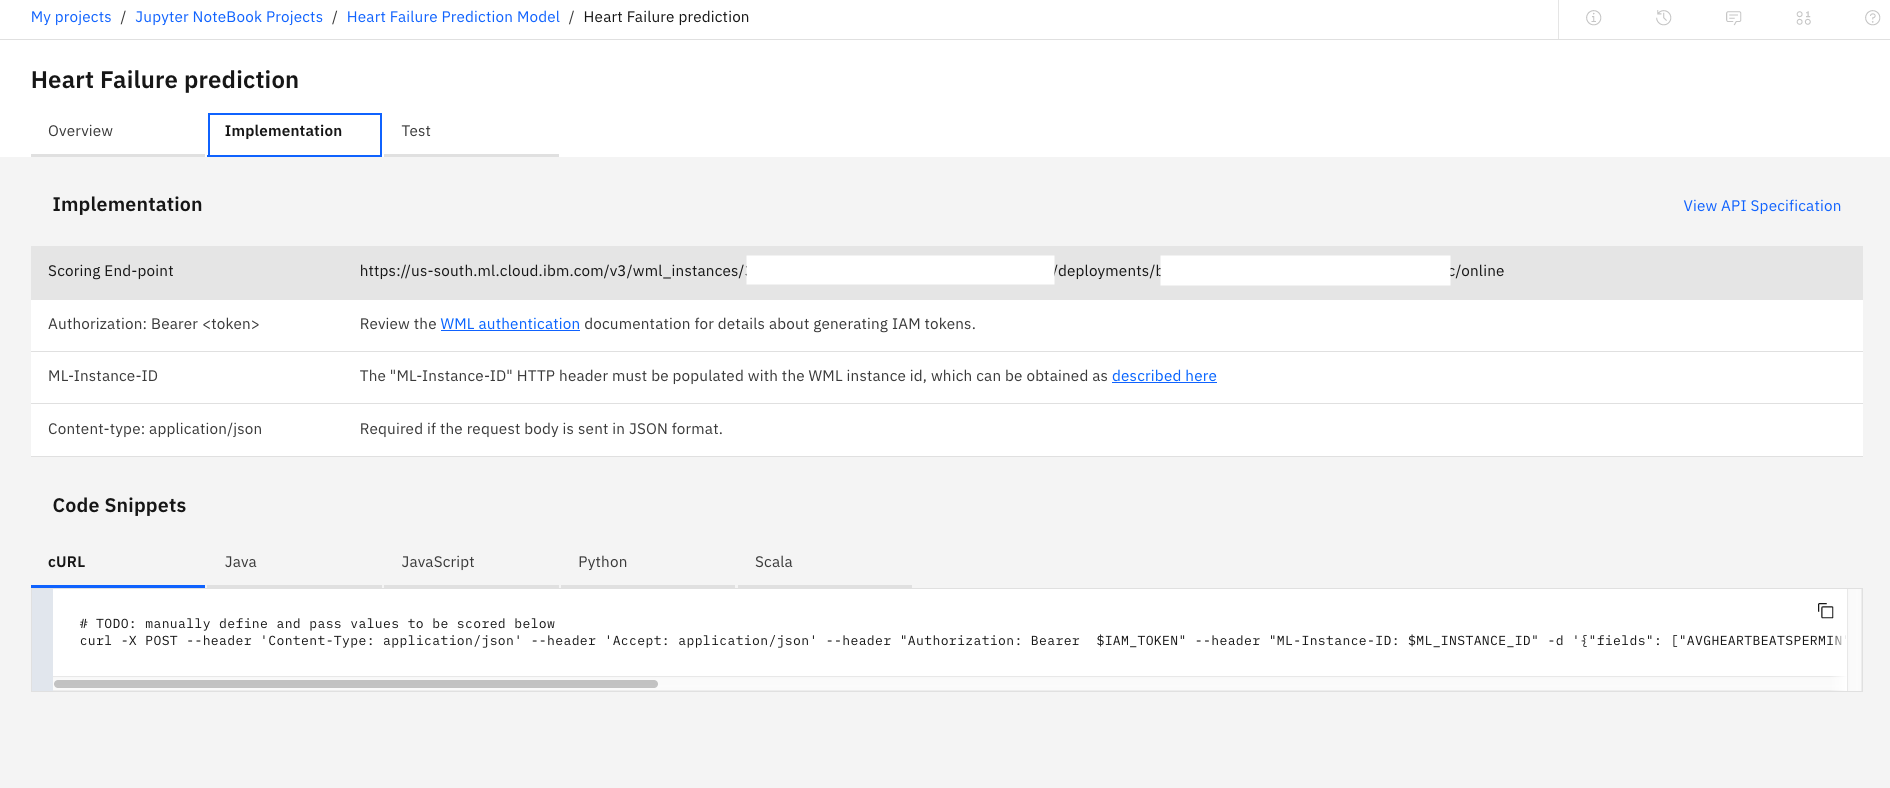 My projects / Jupyter NoteBook Projects / Heart Failure Prediction Model / Heart Failure prediction
Heart Failure prediction
Overview Implementation Test
Implementation
View API Specification
Scoring End-point https://us-south.ml.cloud.ibm.com/v3/wml_instances/ /deployments/b c/online
Authorization: Bearer <token> Review the WML authentication documentation for details about generating IAM tokens.
ML-Instance-ID The "ML-Instance-ID" HTTP header must be populated with the WML instance id, which can be obtained as described here
Content-type: application/json Required if the request body is sent in JSON format.
Code Snippets
cURL Java JavaScript Python Scala
# TODO: manually define and pass values to be scored below
curl -X POST --header 'Content-Type: application/json' --header 'Accept: application/json' --header "Authorization: Bearer  $IAM_TOKEN" --header "ML-Instance-ID: $ML_INSTANCE_ID" -d '{"fields": ["AVGHEARTBEATSPERMIN